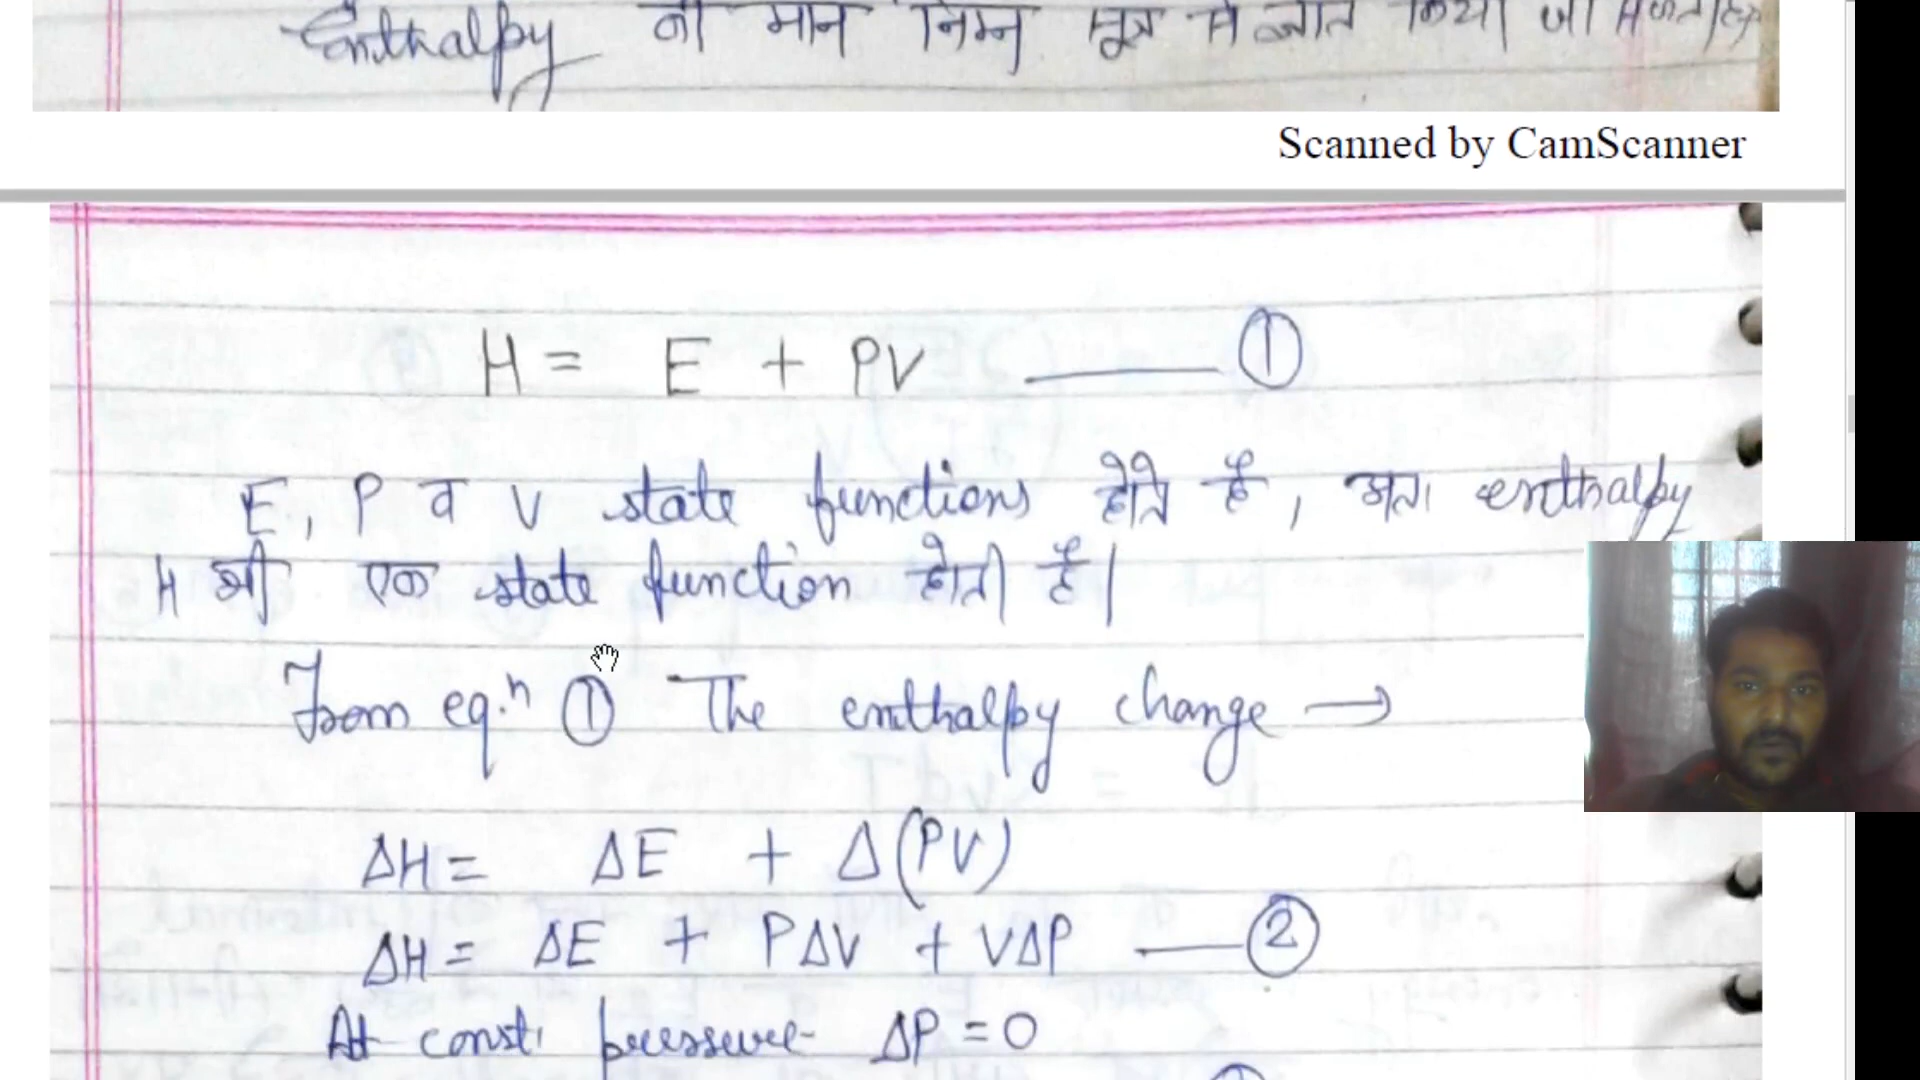 Enthalpy का मान निम्न सूत्र से ज्ञात किया जा सकता है
Scanned by CamScanner
H = E + PV —— ①
E, P व V state functions होते है, अतः enthalpy
H भी एक state function होती है।
From eq.ⁿ ① The enthalpy change →
ΔH = ΔE + Δ(PV)
ΔH = ΔE + PΔV + VΔP —— ②
At const. pressure ΔP = 0